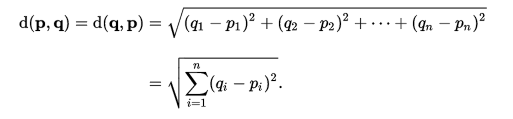 d(𝐩, 𝐪) = d(𝐪, 𝐩) = √((q₁ − p₁)² + (q₂ − p₂)² + ⋯ + (qₙ − pₙ)²)
= √(∑ᵢ₌₁ⁿ (qᵢ − pᵢ)²).